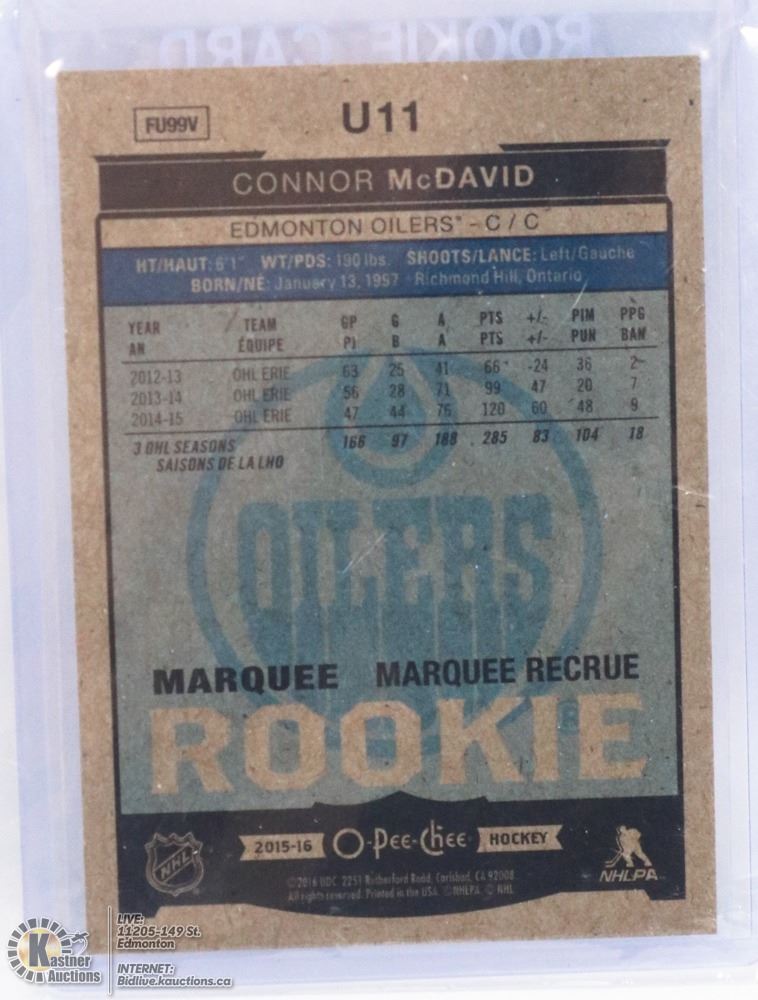 ROOKIE CARD
FU99V
U11
CONNOR McDAVID
EDMONTON OILERS - C / C
HT/HAUT: 6'1" WT/PDS: 190 lbs. SHOOTS/LANCE: Left/Gauche
BORN/NÉ: January 13, 1997 Richmond Hill, Ontario
YEAR TEAM GP G A PTS +/- PIM PPG
AN ÉQUIPE PJ B A PTS +/- PUN BAN
2012-13 OHL ERIE 63 25 41 66 -24 36 2
2013-14 OHL ERIE 56 28 71 99 47 20 7
2014-15 OHL ERIE 47 44 76 120 60 48 9
3 OHL SEASONS 166 97 188 285 83 104 18
SAISONS DE LA LHO
OILERS
MARQUEE MARQUEE RECRUE
ROOKIE
NHL
2015-16 O-Pee-Chee HOCKEY
NHLPA
©2016 UDC 2251 Rutherford Road, Carlsbad, CA 92008
All rights reserved. Printed in the USA. ©NHLPA © NHL
Kastner
Auctions
LIVE:
11205-149 St.
Edmonton
INTERNET:
Bidlive.kauctions.ca